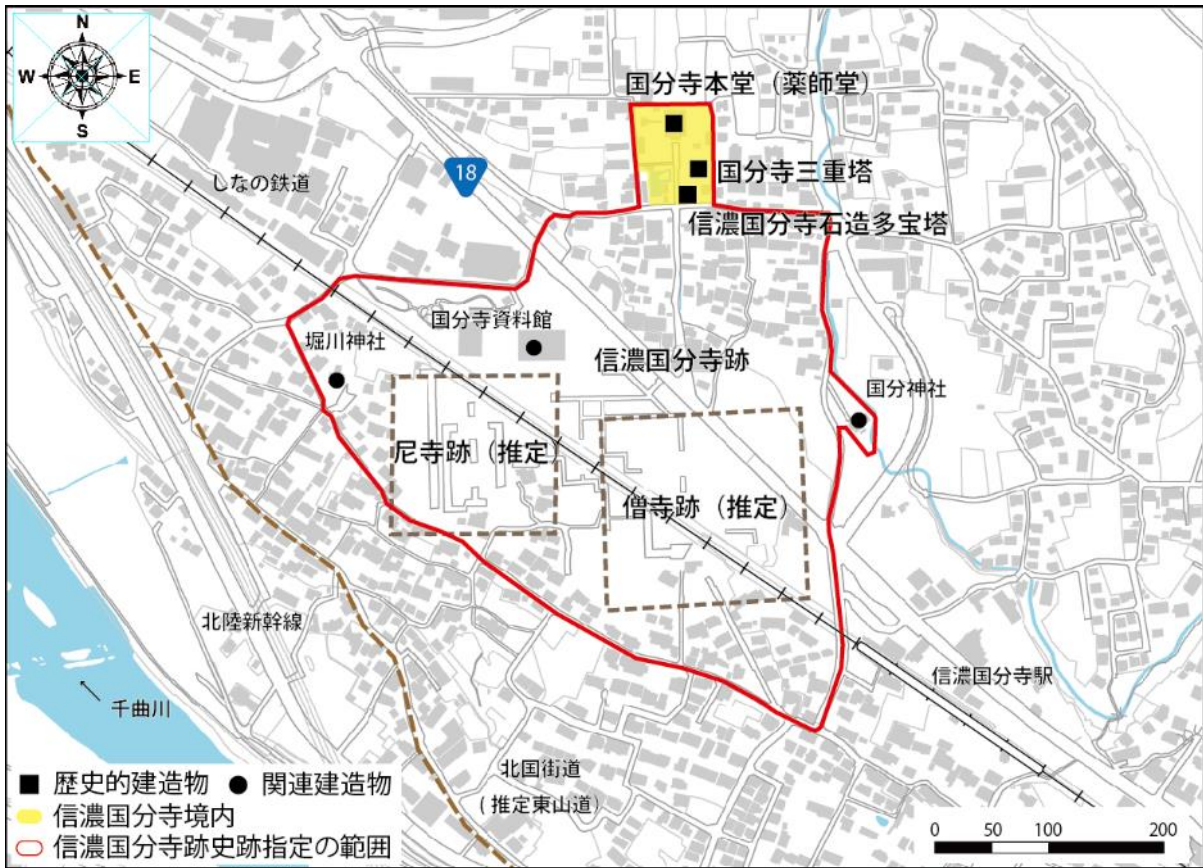 N
W
E
S
国分寺本堂（薬師堂）
18
国分寺三重塔
しなの鉄道
信濃国分寺石造多宝塔
国分寺資料館
堀川神社
信濃国分寺跡
国分神社
尼寺跡（推定）
僧寺跡（推定）
北陸新幹線
信濃国分寺駅
千曲川
北国街道
（推定東山道）
■ 歴史的建造物 ● 関連建造物
信濃国分寺境内
信濃国分寺跡史跡指定の範囲
0 50 100 200